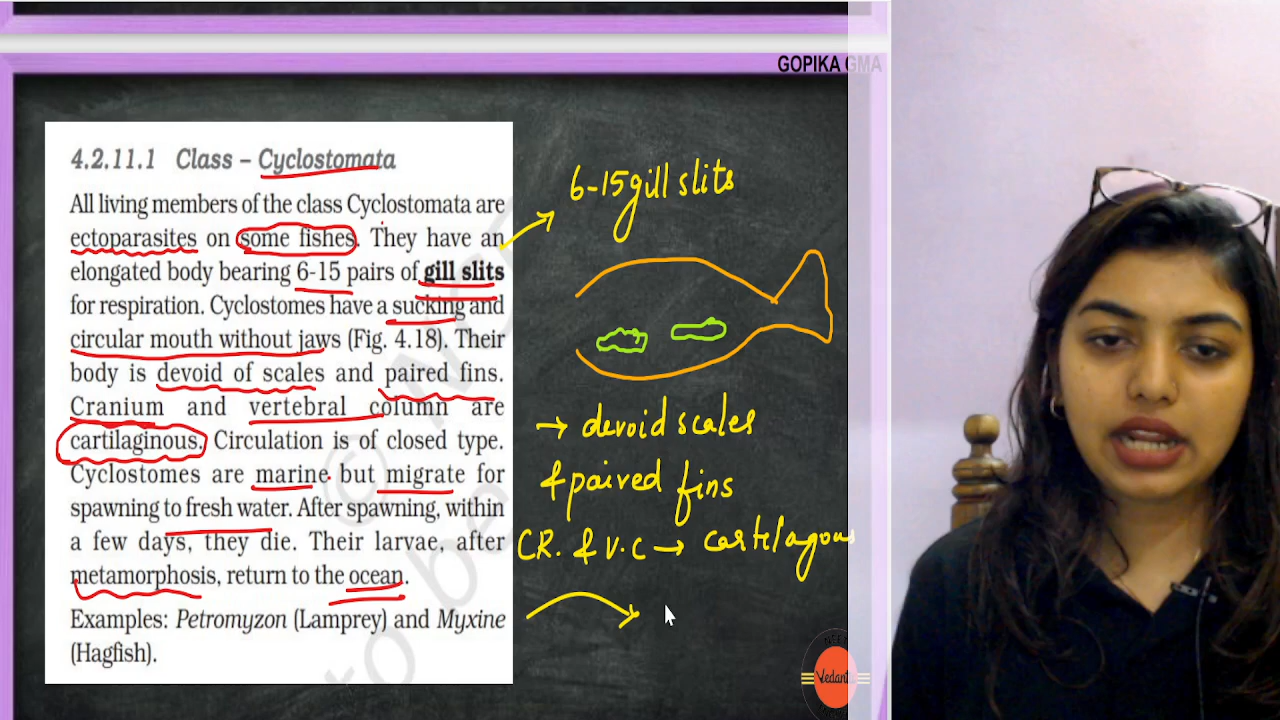 GOPIKA GMA
4.2.11.1 Class – Cyclostomata
All living members of the class Cyclostomata are
ectoparasites on some fishes. They have an
elongated body bearing 6-15 pairs of gill slits
for respiration. Cyclostomes have a sucking and
circular mouth without jaws (Fig. 4.18). Their
body is devoid of scales and paired fins.
Cranium and vertebral column are
cartilaginous. Circulation is of closed type.
Cyclostomes are marine but migrate for
spawning to fresh water. After spawning, within
a few days, they die. Their larvae, after
metamorphosis, return to the ocean.
Examples: Petromyzon (Lamprey) and Myxine
(Hagfish).
6-15 gill slits
→ devoid scales
& paired fins
CR. & V.C → cartelagous